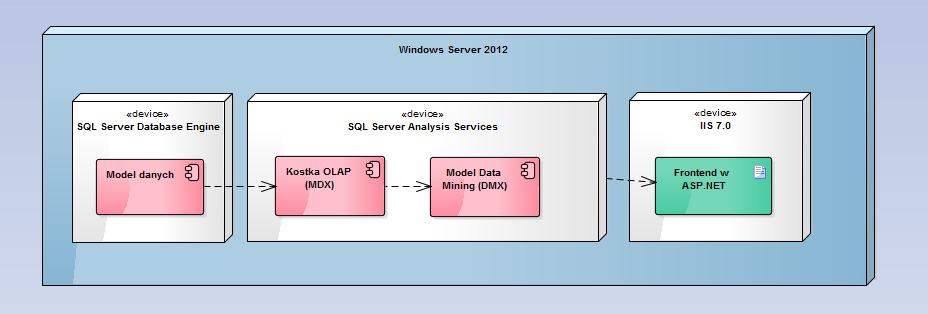 Windows Server 2012
«device»
SQL Server Database Engine
Model danych
«device»
SQL Server Analysis Services
Kostka OLAP
(MDX)
Model Data
Mining (DMX)
«device»
IIS 7.0
Frontend w
ASP.NET